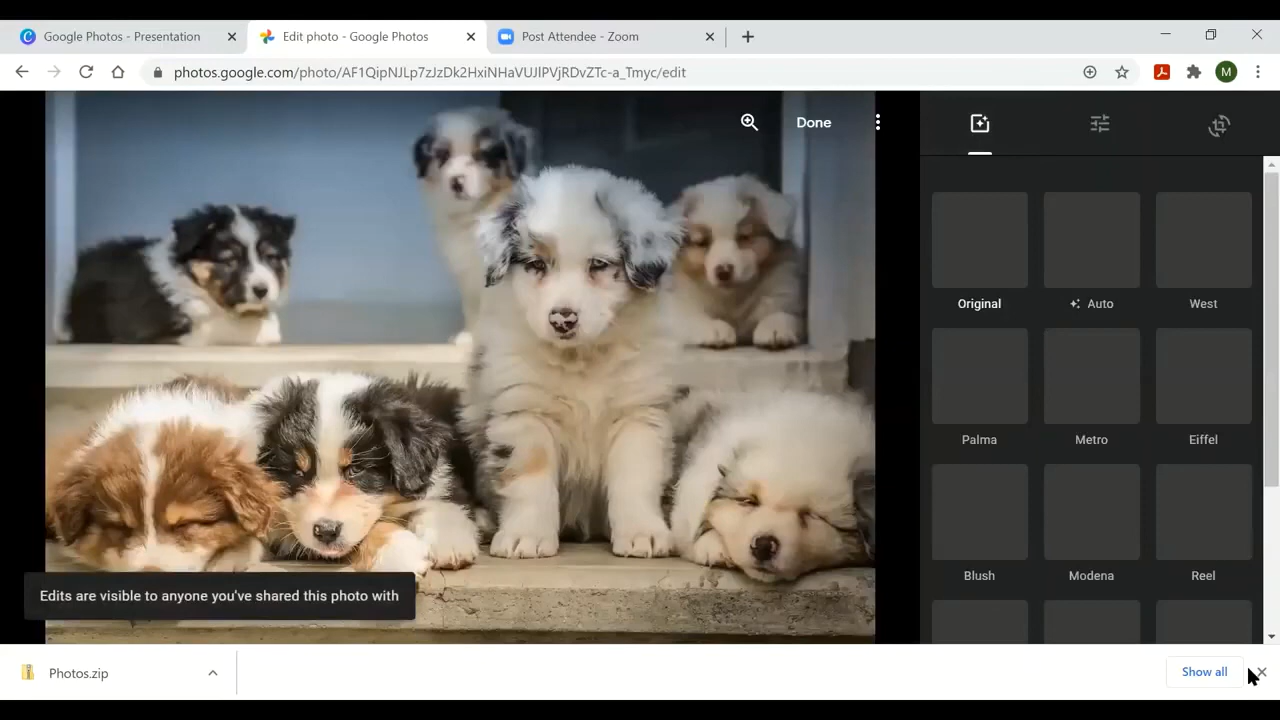 Google Photos - Presentation
Edit photo - Google Photos
Post Attendee - Zoom
photos.google.com/photo/AF1QipNJLp7zJzDk2HxiNHaVUJIPVjRDvZTc-a_Tmyc/edit
M
Done
Original
Auto
West
Palma
Metro
Eiffel
Blush
Modena
Reel
Edits are visible to anyone you've shared this photo with
Photos.zip
Show all